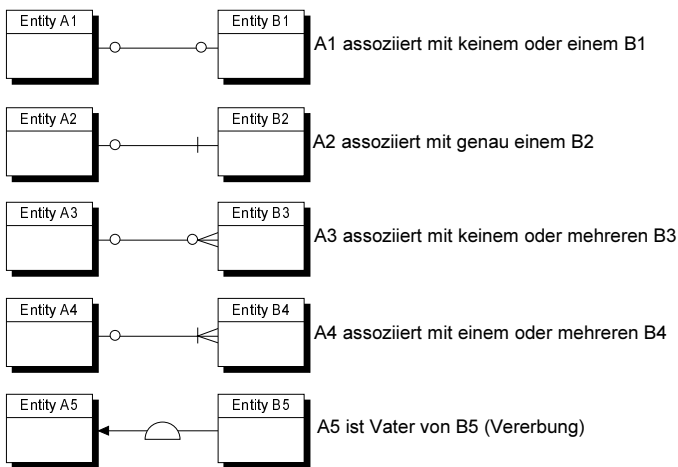 Entity A1
Entity B1
A1 assoziiert mit keinem oder einem B1
Entity A2
Entity B2
A2 assoziiert mit genau einem B2
Entity A3
Entity B3
A3 assoziiert mit keinem oder mehreren B3
Entity A4
Entity B4
A4 assoziiert mit einem oder mehreren B4
Entity A5
Entity B5
A5 ist Vater von B5 (Vererbung)